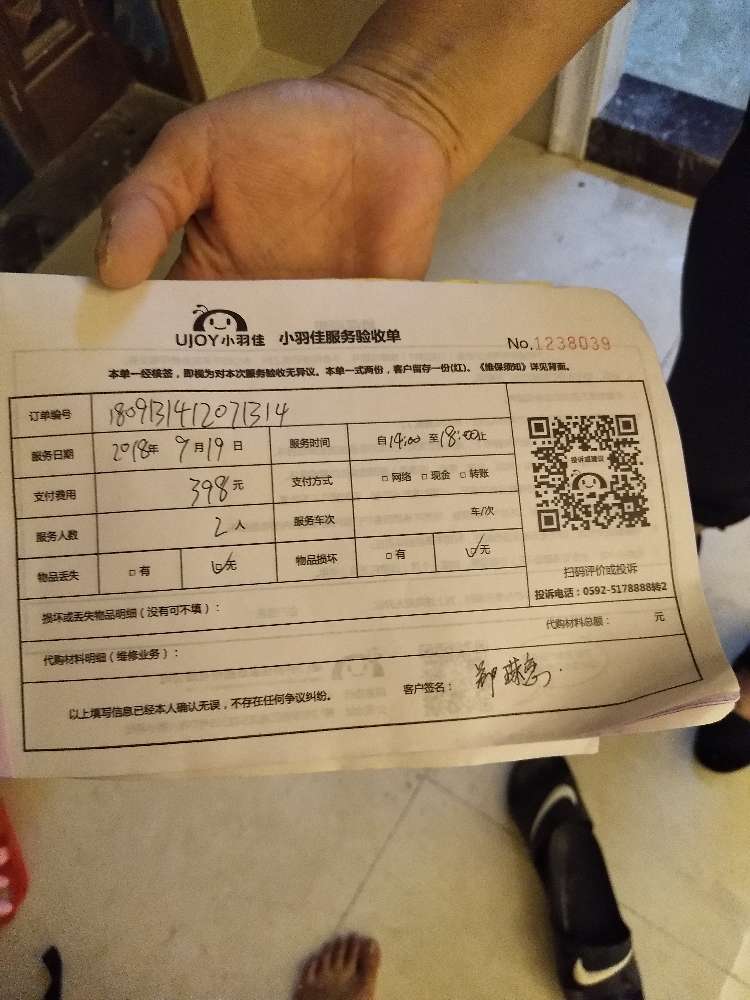 UJOY小羽佳 小羽佳服务验收单 No.1238039
本单一经核签，即视为对本次服务验收无异议。本单一式两份，客户留存一份(红)。《维保须知》详见背面。
订单编号 1809131412071314
服务日期 2018年 9月19日 服务时间 自14:00至18:00止
支付费用 398元 支付方式 □网络 □现金 □转账
投诉或建议
服务人数 2人 服务车次 车/次
物品丢失 □有 ☑无 物品损坏 □有 ☑无
扫码评价或投诉
投诉电话：0592-5178888转2
损坏或丢失物品明细（没有可不填）：
代购材料明细（维修业务）： 代购材料总额： 元
以上填写信息已经本人确认无误，不存在任何争议纠纷。 客户签名：